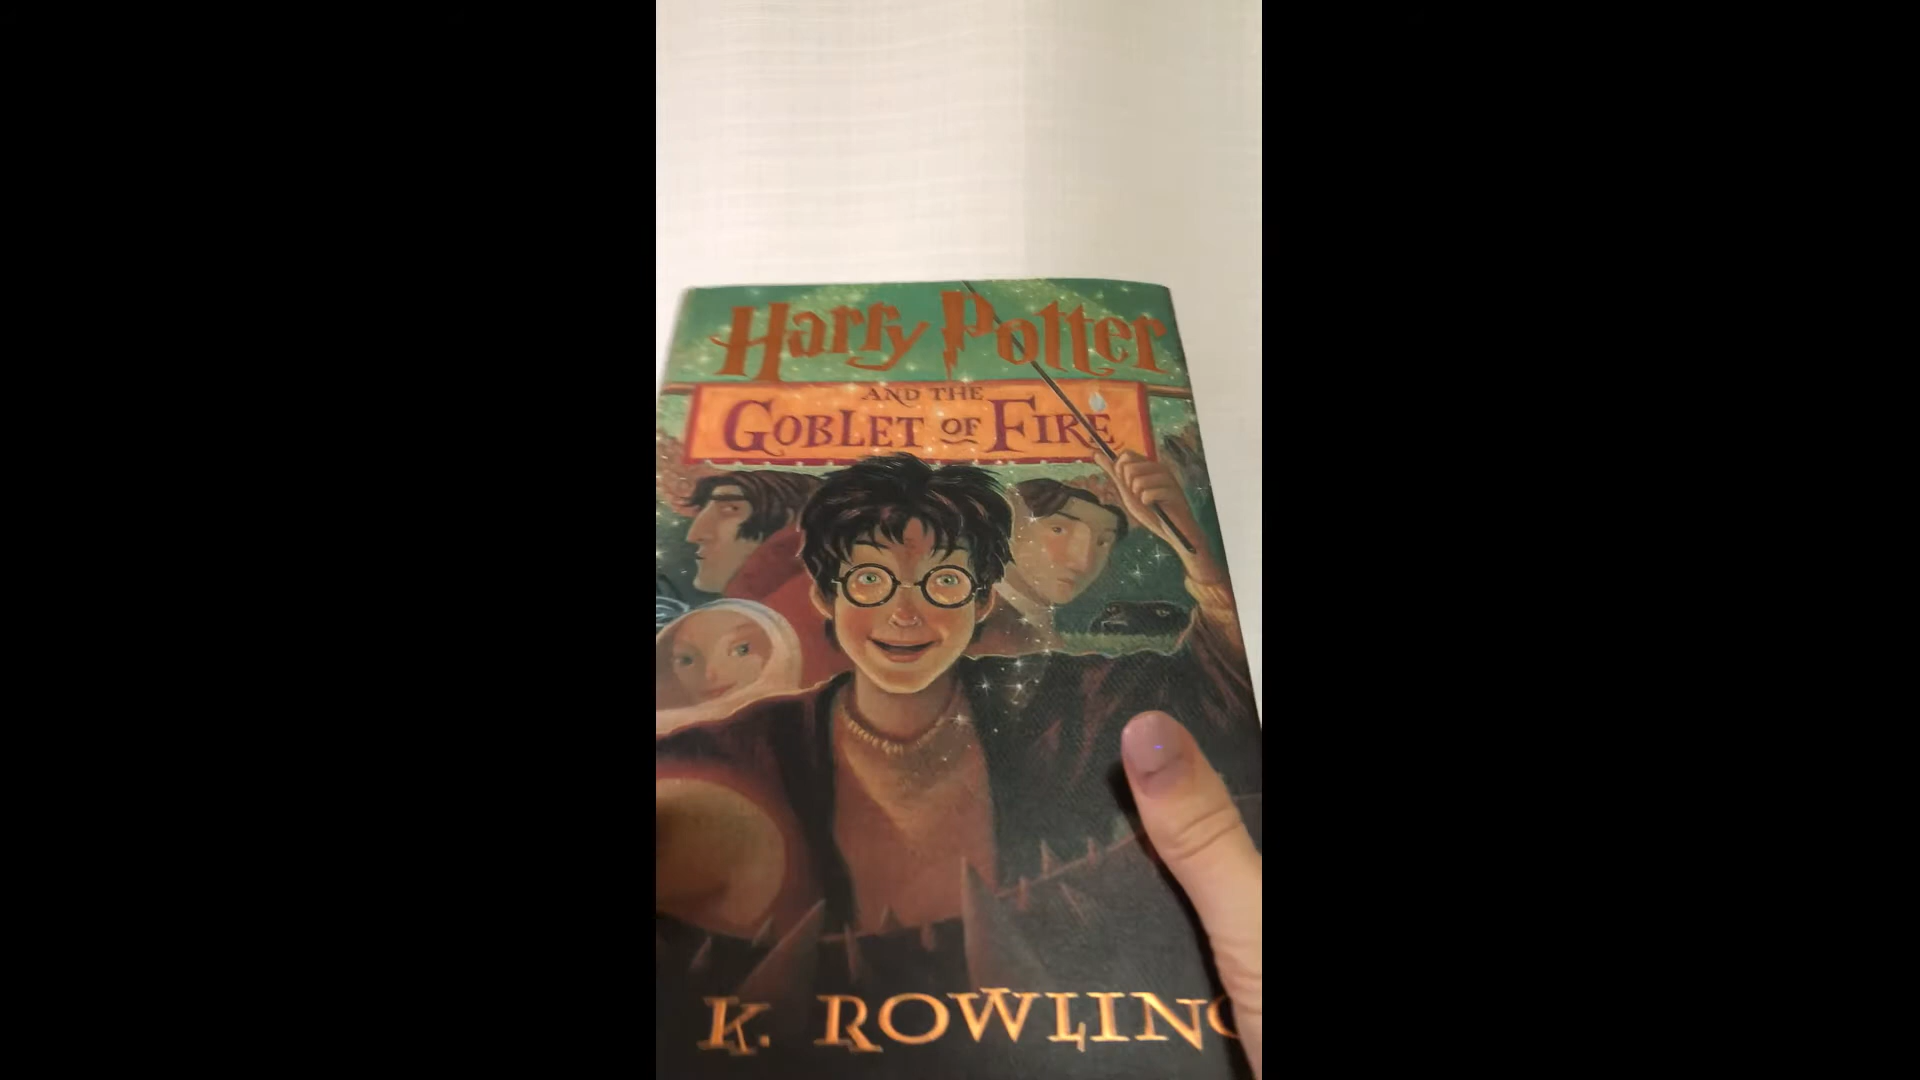 Harry Potter
AND THE
GOBLET OF FIRE
K. ROWLING